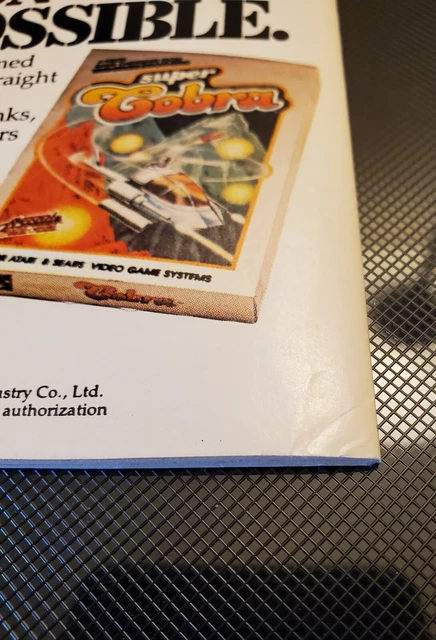 OSSIBLE.
ned
raight
nks,
rs
super
Cobra
R ATARI & SEARS VIDEO GAME SYSTEMS
Cobra
ustry Co., Ltd.
authorization